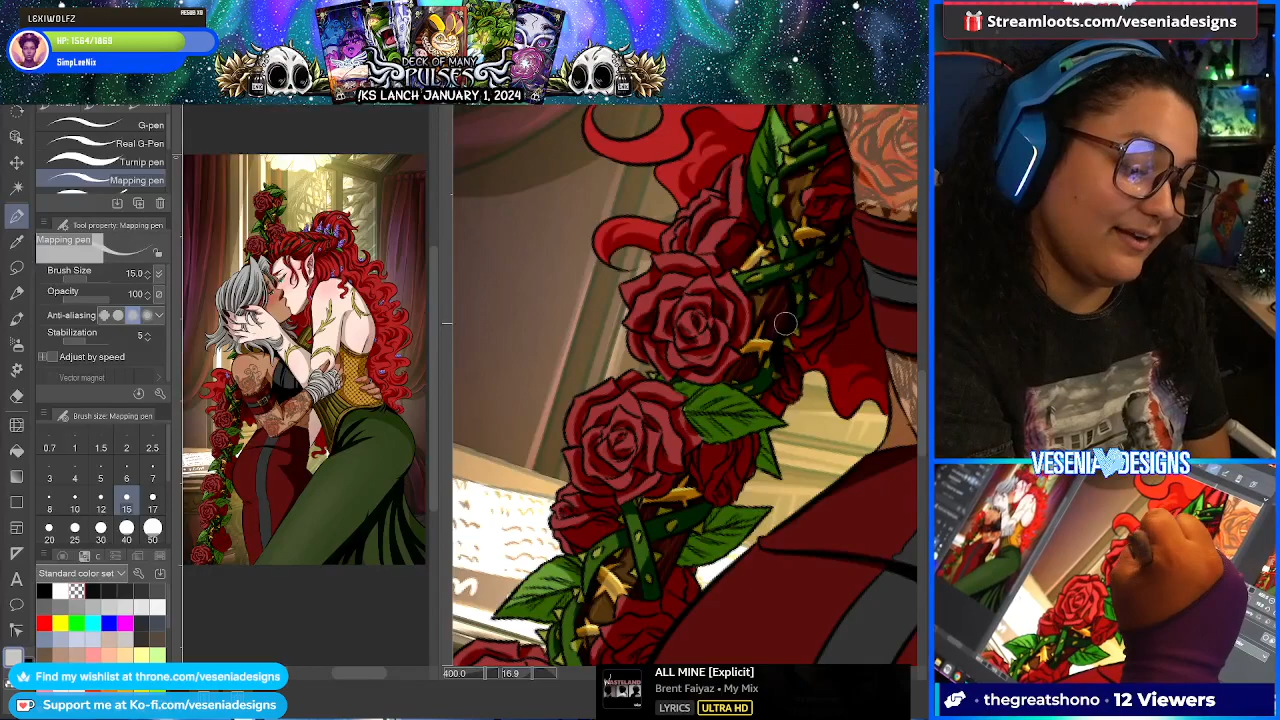 LEXIWOLFZ
HP: 1564/1869
SimpLeeNix
DECK OF MANY
PULSES
!KS LANCH JANUARY 1, 2024
Streamloots.com/veseniadesigns
G-pen
Real G-Pen
Turnip pen
Mapping pen
Tool property: Mapping pen
Mapping pen
Brush Size 15.0
Opacity 100
Anti-aliasing
Stabilization 5
Adjust by speed
Vector magnet
Brush size: Mapping pen
0.7 1 1.5 2 2.5
3 4 5 6 7
8 10 12 15 17
20 25 30 40 50
Standard color set
400.0 16.9
Find my wishlist at throne.com/veseniadesigns
Support me at Ko-fi.com/veseniadesigns
WASTELAND
ALL MINE [Explicit]
Brent Faiyaz • My Mix
LYRICS ULTRA HD
VESENIA DESIGNS
thegreatshono • 12 Viewers